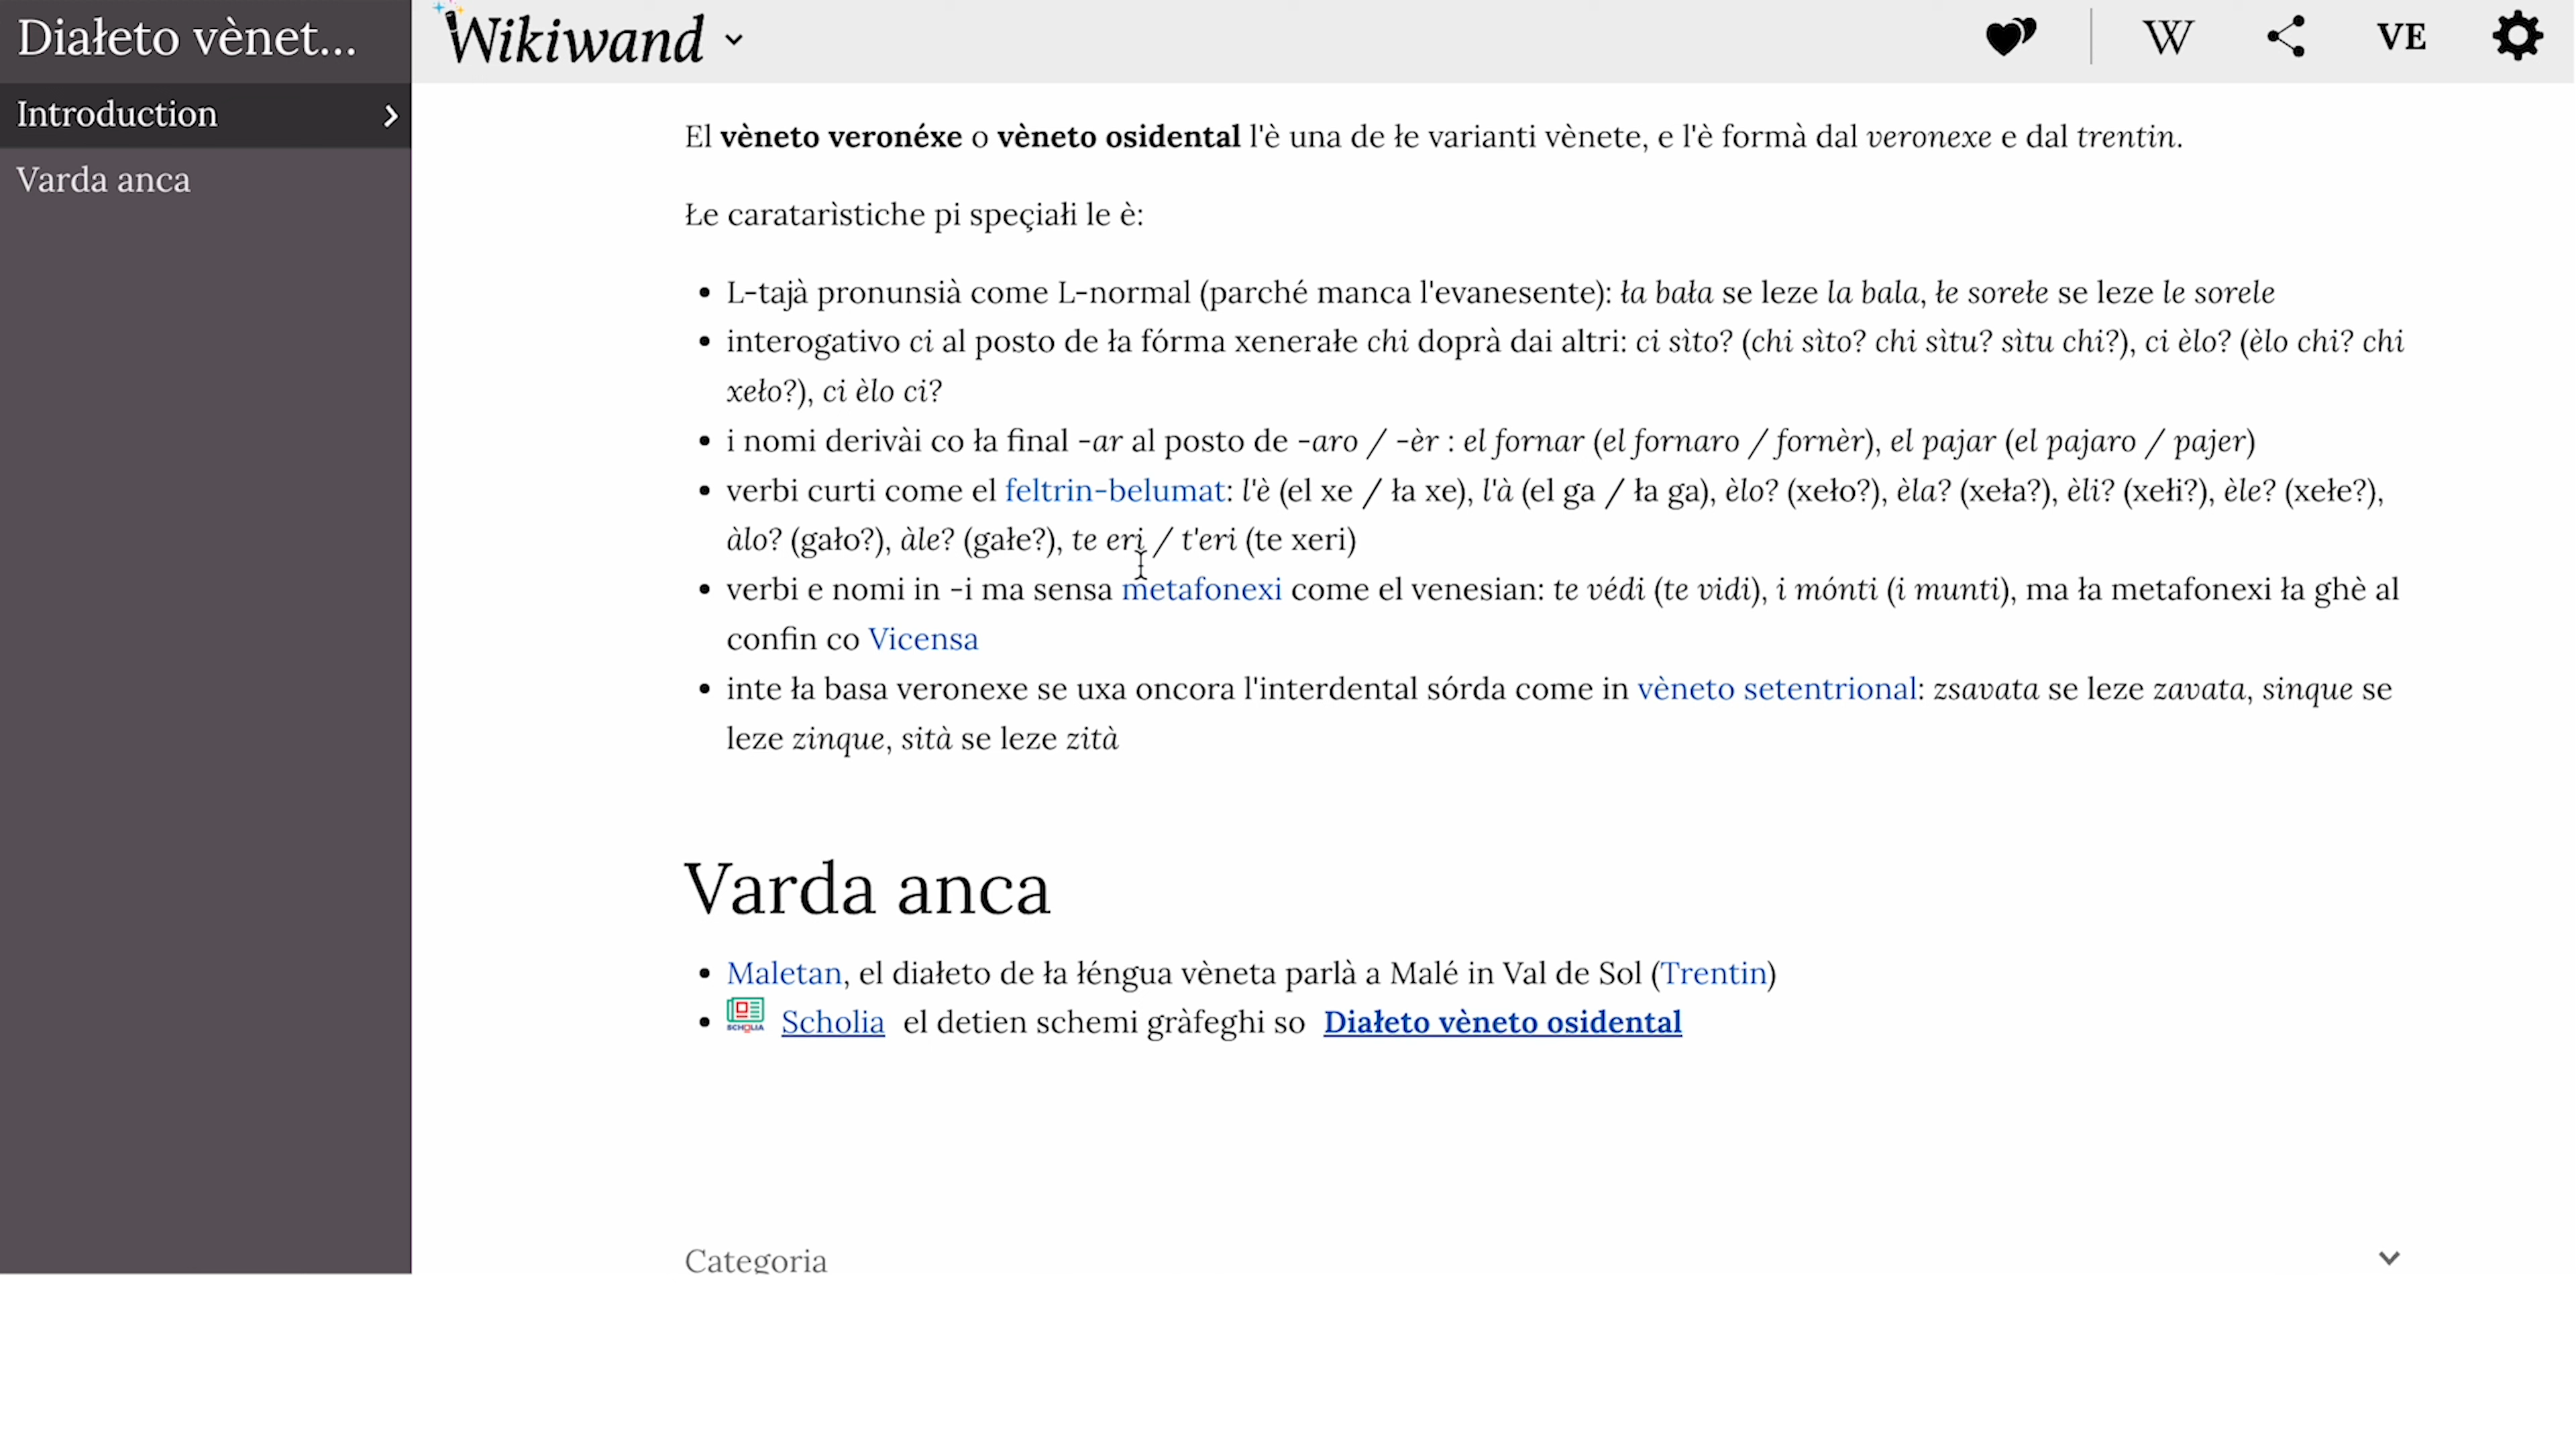 Diałeto vènet...
Wikiwand
W
VE
Introduction
Varda anca
El vèneto veronéxe o vèneto osidental l'è una de łe varianti vènete, e l'è formà dal veronexe e dal trentin.
Łe caratarìstiche pi speçiałi le è:
• L-tajà pronunsià come L-normal (parché manca l'evanesente): ła bała se leze la bala, łe sorełe se leze le sorele
• interogativo ci al posto de ła fórma xenerałe chi doprà dai altri: ci sìto? (chi sìto? chi sìtu? sìtu chi?), ci èlo? (èlo chi? chi
xeło?), ci èlo ci?
• i nomi derivài co ła final -ar al posto de -aro / -èr : el fornar (el fornaro / fornèr), el pajar (el pajaro / pajer)
• verbi curti come el feltrin-belumat: l'è (el xe / ła xe), l'à (el ga / ła ga), èlo? (xeło?), èla? (xeła?), èli? (xełi?), èle? (xełe?),
àlo? (gało?), àle? (gałe?), te eri / t'eri (te xeri)
• verbi e nomi in -i ma sensa metafonexi come el venesian: te védi (te vidi), i mónti (i munti), ma ła metafonexi ła ghè al
confin co Vicensa
• inte ła basa veronexe se uxa oncora l'interdental sórda come in vèneto setentrional: zsavata se leze zavata, sinque se
leze zinque, sità se leze zità
Varda anca
• Maletan, el diałeto de ła łéngua vèneta parlà a Malé in Val de Sol (Trentin)
• SCHOLIA Scholia el detien schemi gràfeghi so Diałeto vèneto osidental
Categoria